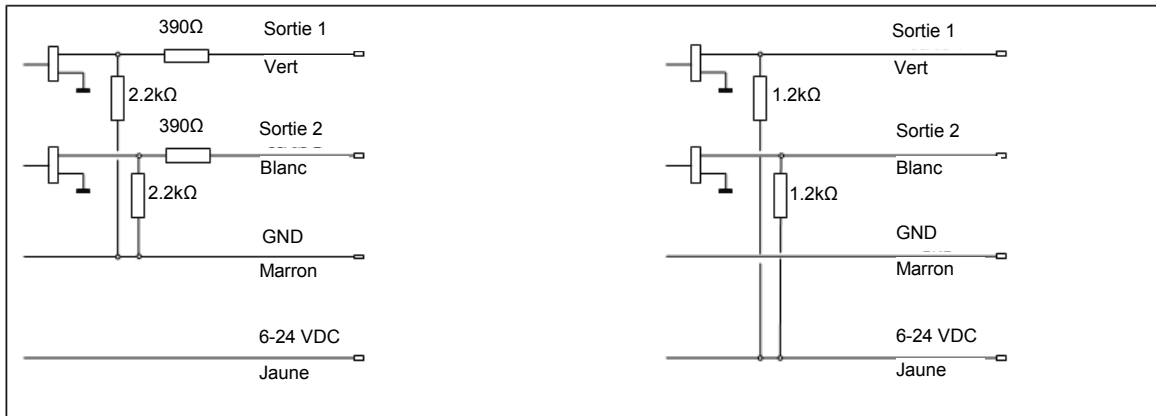 390Ω
Sortie 1
Vert
2.2kΩ
390Ω
Sortie 2
Blanc
2.2kΩ
GND
Marron
6-24 VDC
Jaune
Sortie 1
Vert
1.2kΩ
Sortie 2
Blanc
1.2kΩ
GND
Marron
6-24 VDC
Jaune